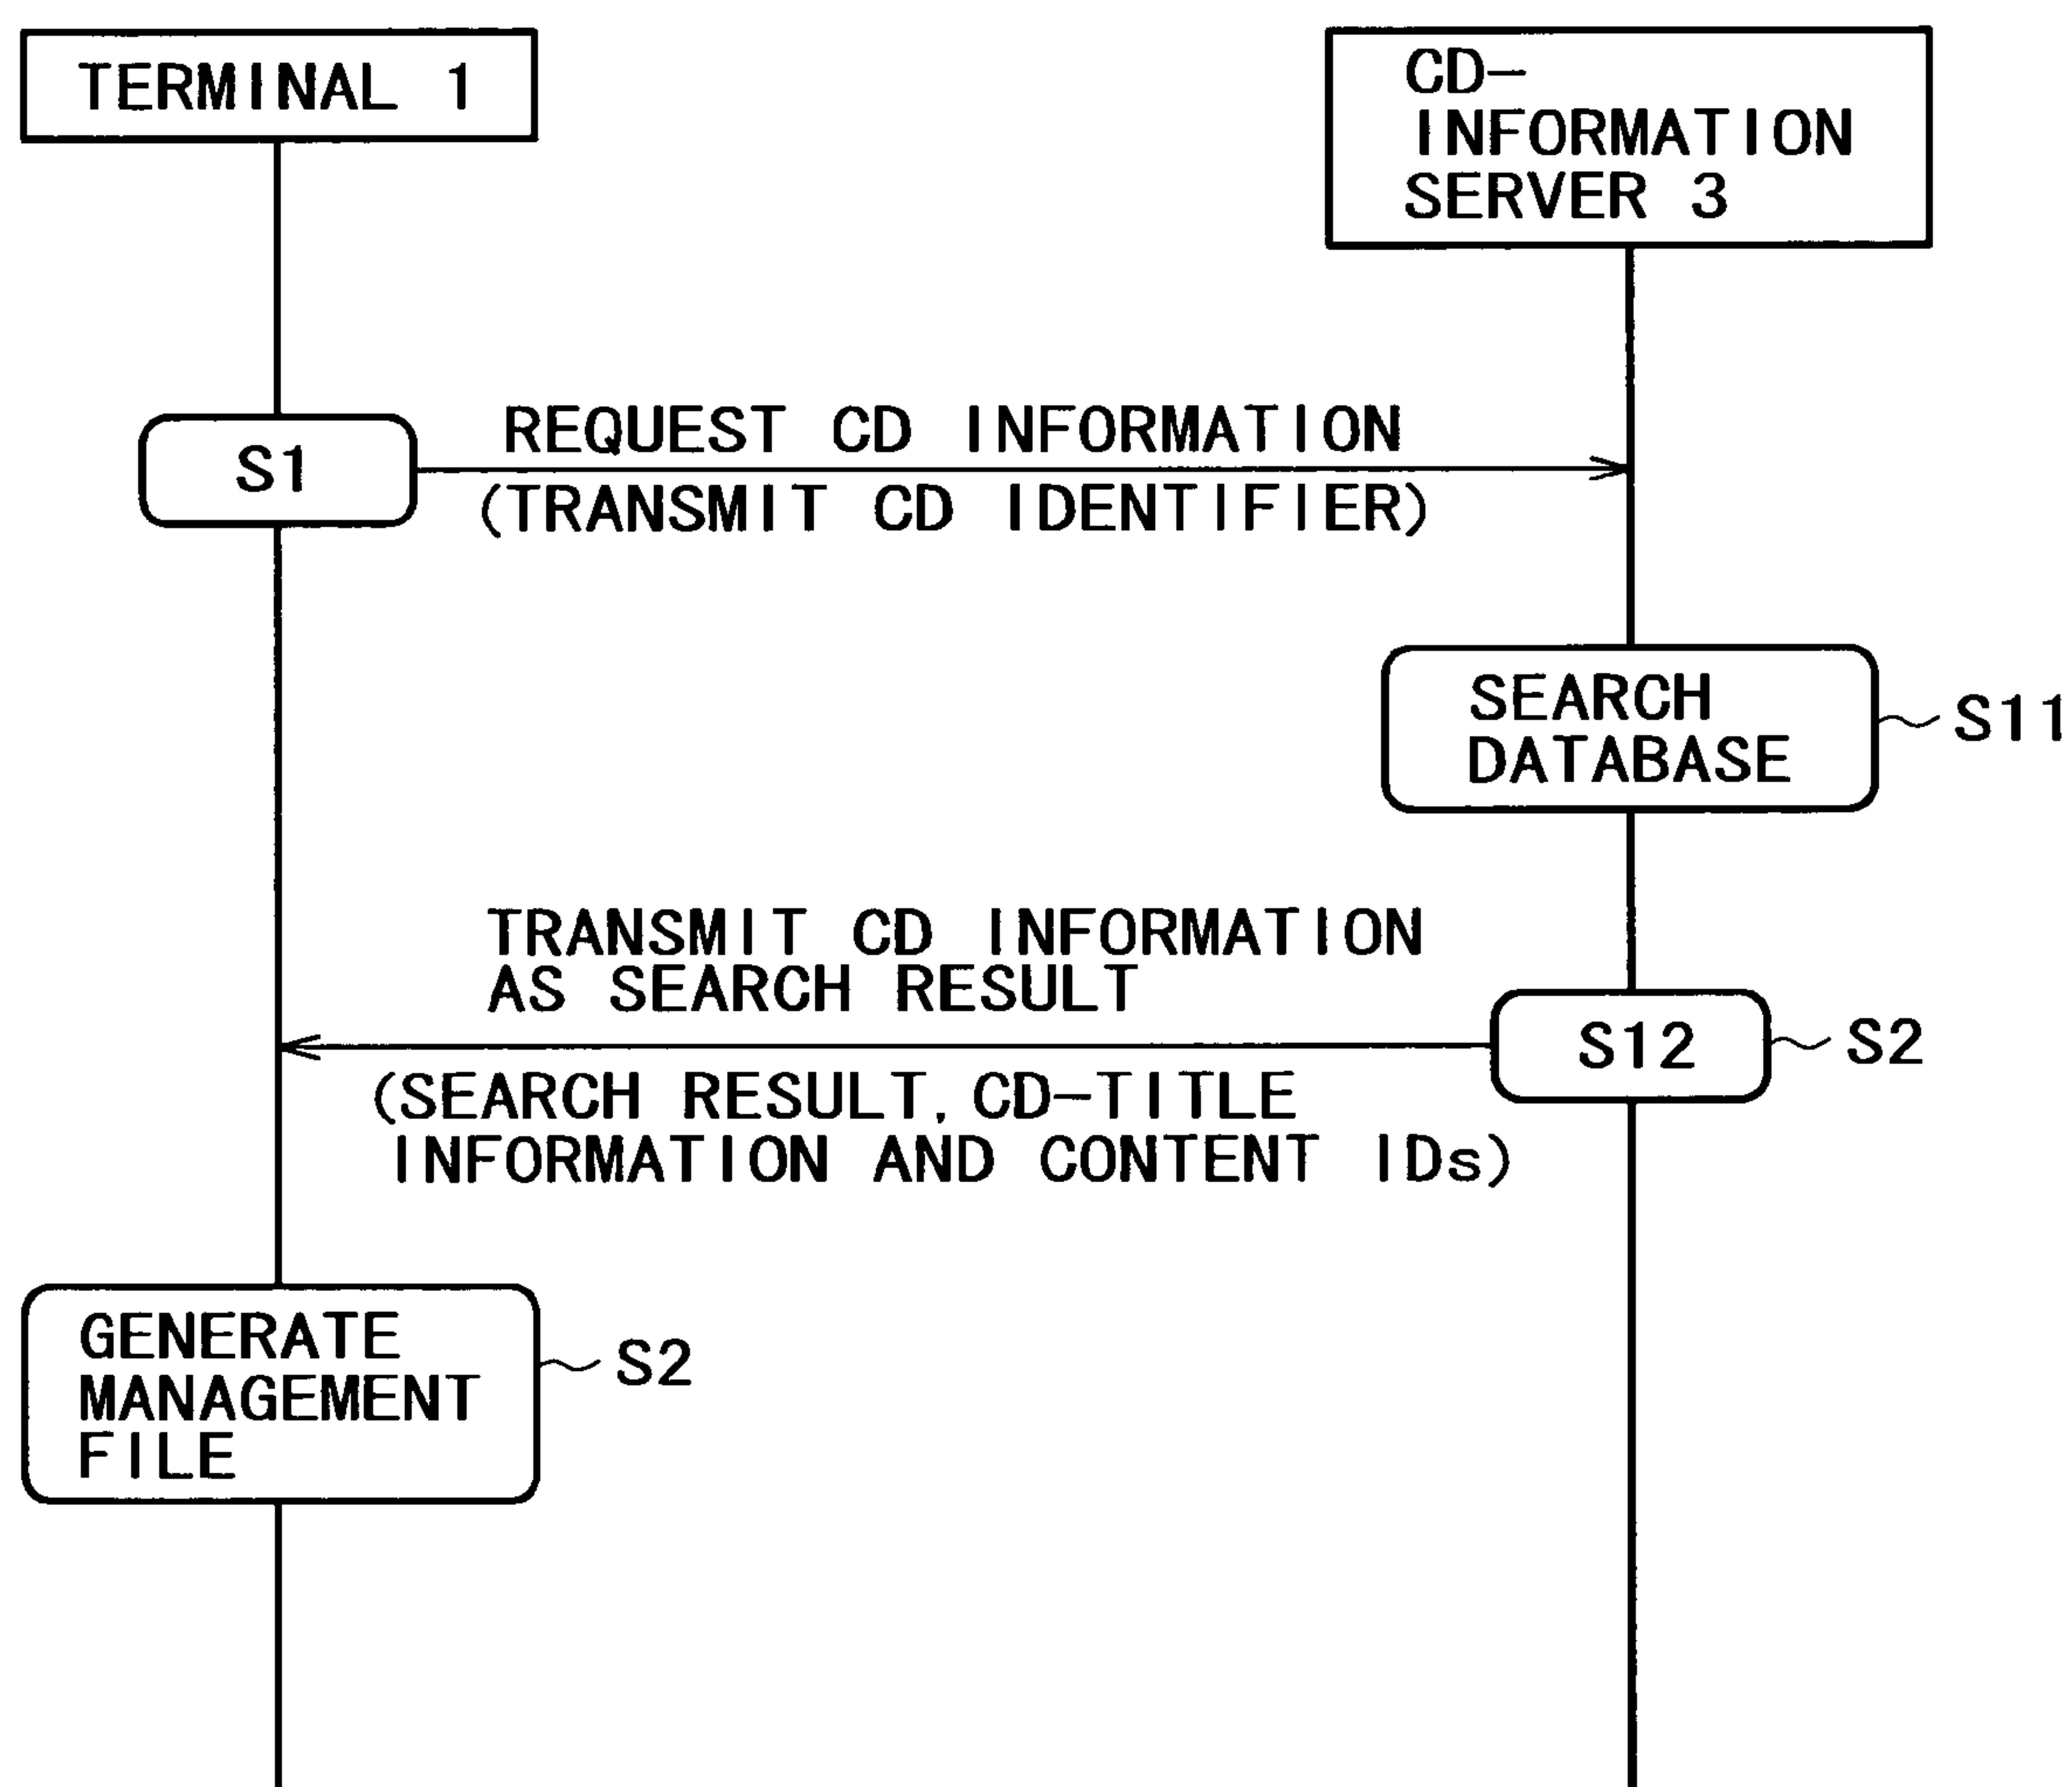 TERMINAL 1
CD-
INFORMATION
SERVER 3
REQUEST CD INFORMATION
S1
(TRANSMIT CD IDENTIFIER)
SEARCH
DATABASE
S11
TRANSMIT CD INFORMATION
AS SEARCH RESULT
S12
S2
(SEARCH RESULT, CD-TITLE
INFORMATION AND CONTENT IDs)
GENERATE
MANAGEMENT
FILE
S2